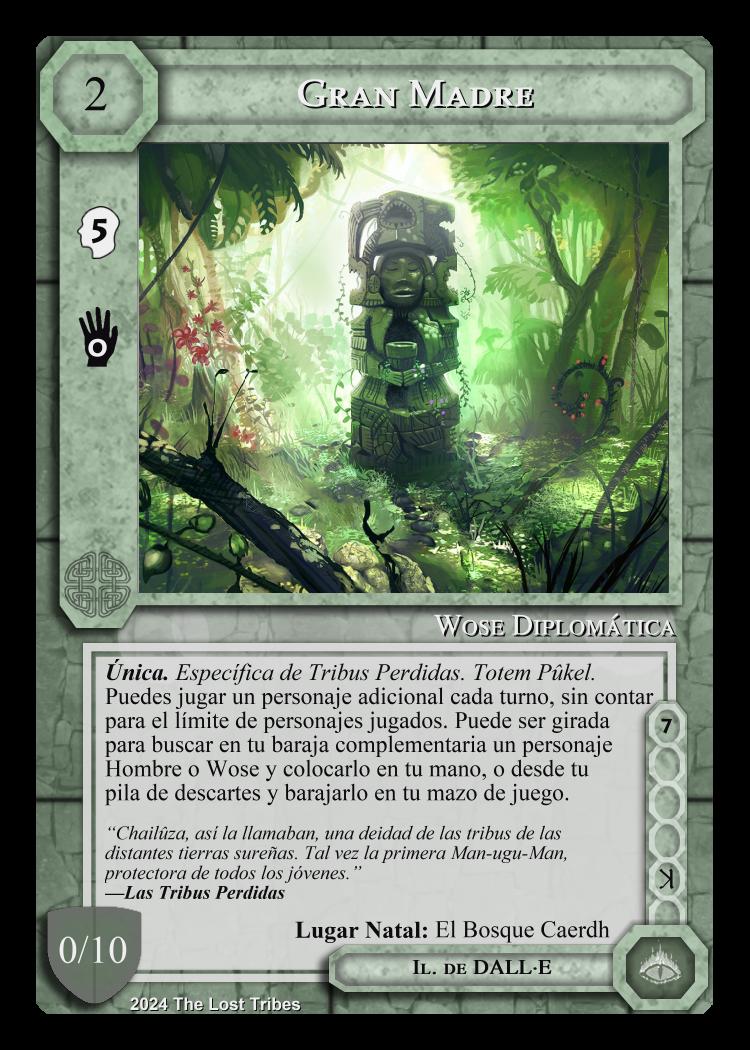 2
GRAN MADRE
5
0
WOSE DIPLOMÁTICA
Única. Específica de Tribus Perdidas. Totem Pûkel.
Puedes jugar un personaje adicional cada turno, sin contar
para el límite de personajes jugados. Puede ser girada
para buscar en tu baraja complementaria un personaje
Hombre o Wose y colocarlo en tu mano, o desde tu
pila de descartes y barajarlo en tu mazo de juego.
7
“Chailûza, así la llamaban, una deidad de las tribus de las
distantes tierras sureñas. Tal vez la primera Man-ugu-Man,
protectora de todos los jóvenes.”
—Las Tribus Perdidas
K
Lugar Natal: El Bosque Caerdh
0/10
IL. DE DALL·E
2024 The Lost Tribes